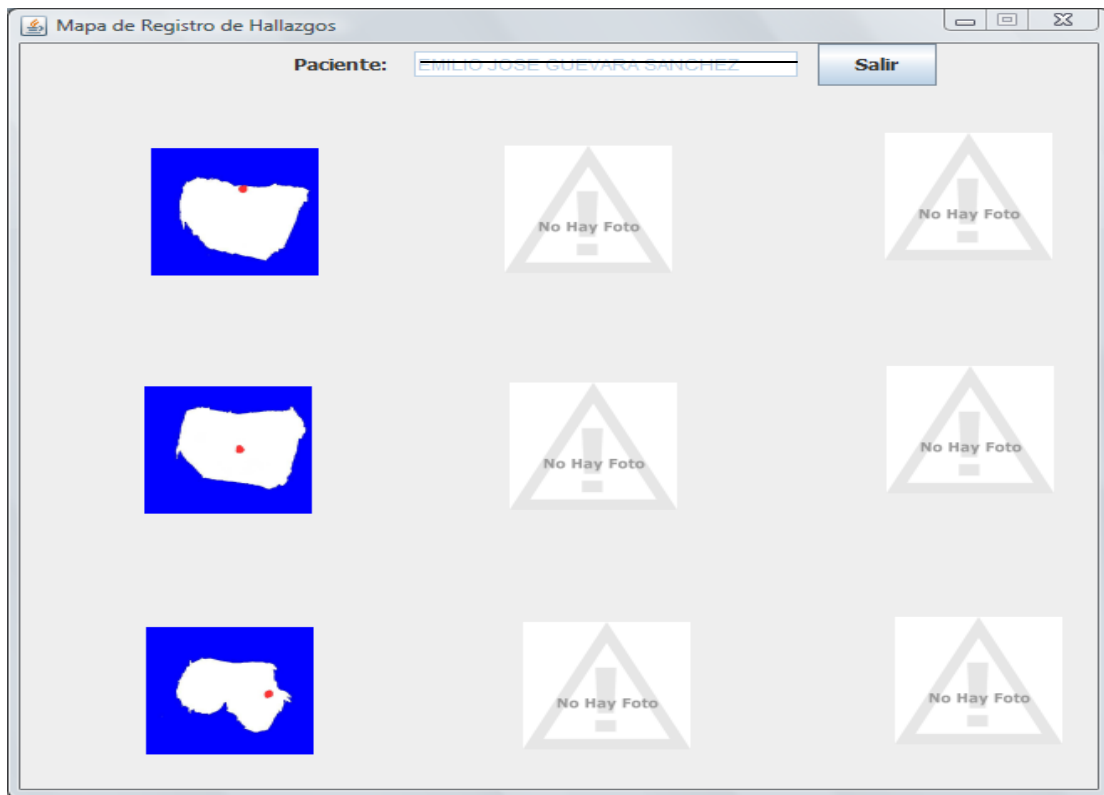 Mapa de Registro de Hallazgos
Paciente: EMILIO JOSE GUEVARA SANCHEZ Salir
No Hay Foto No Hay Foto
No Hay Foto No Hay Foto
No Hay Foto No Hay Foto